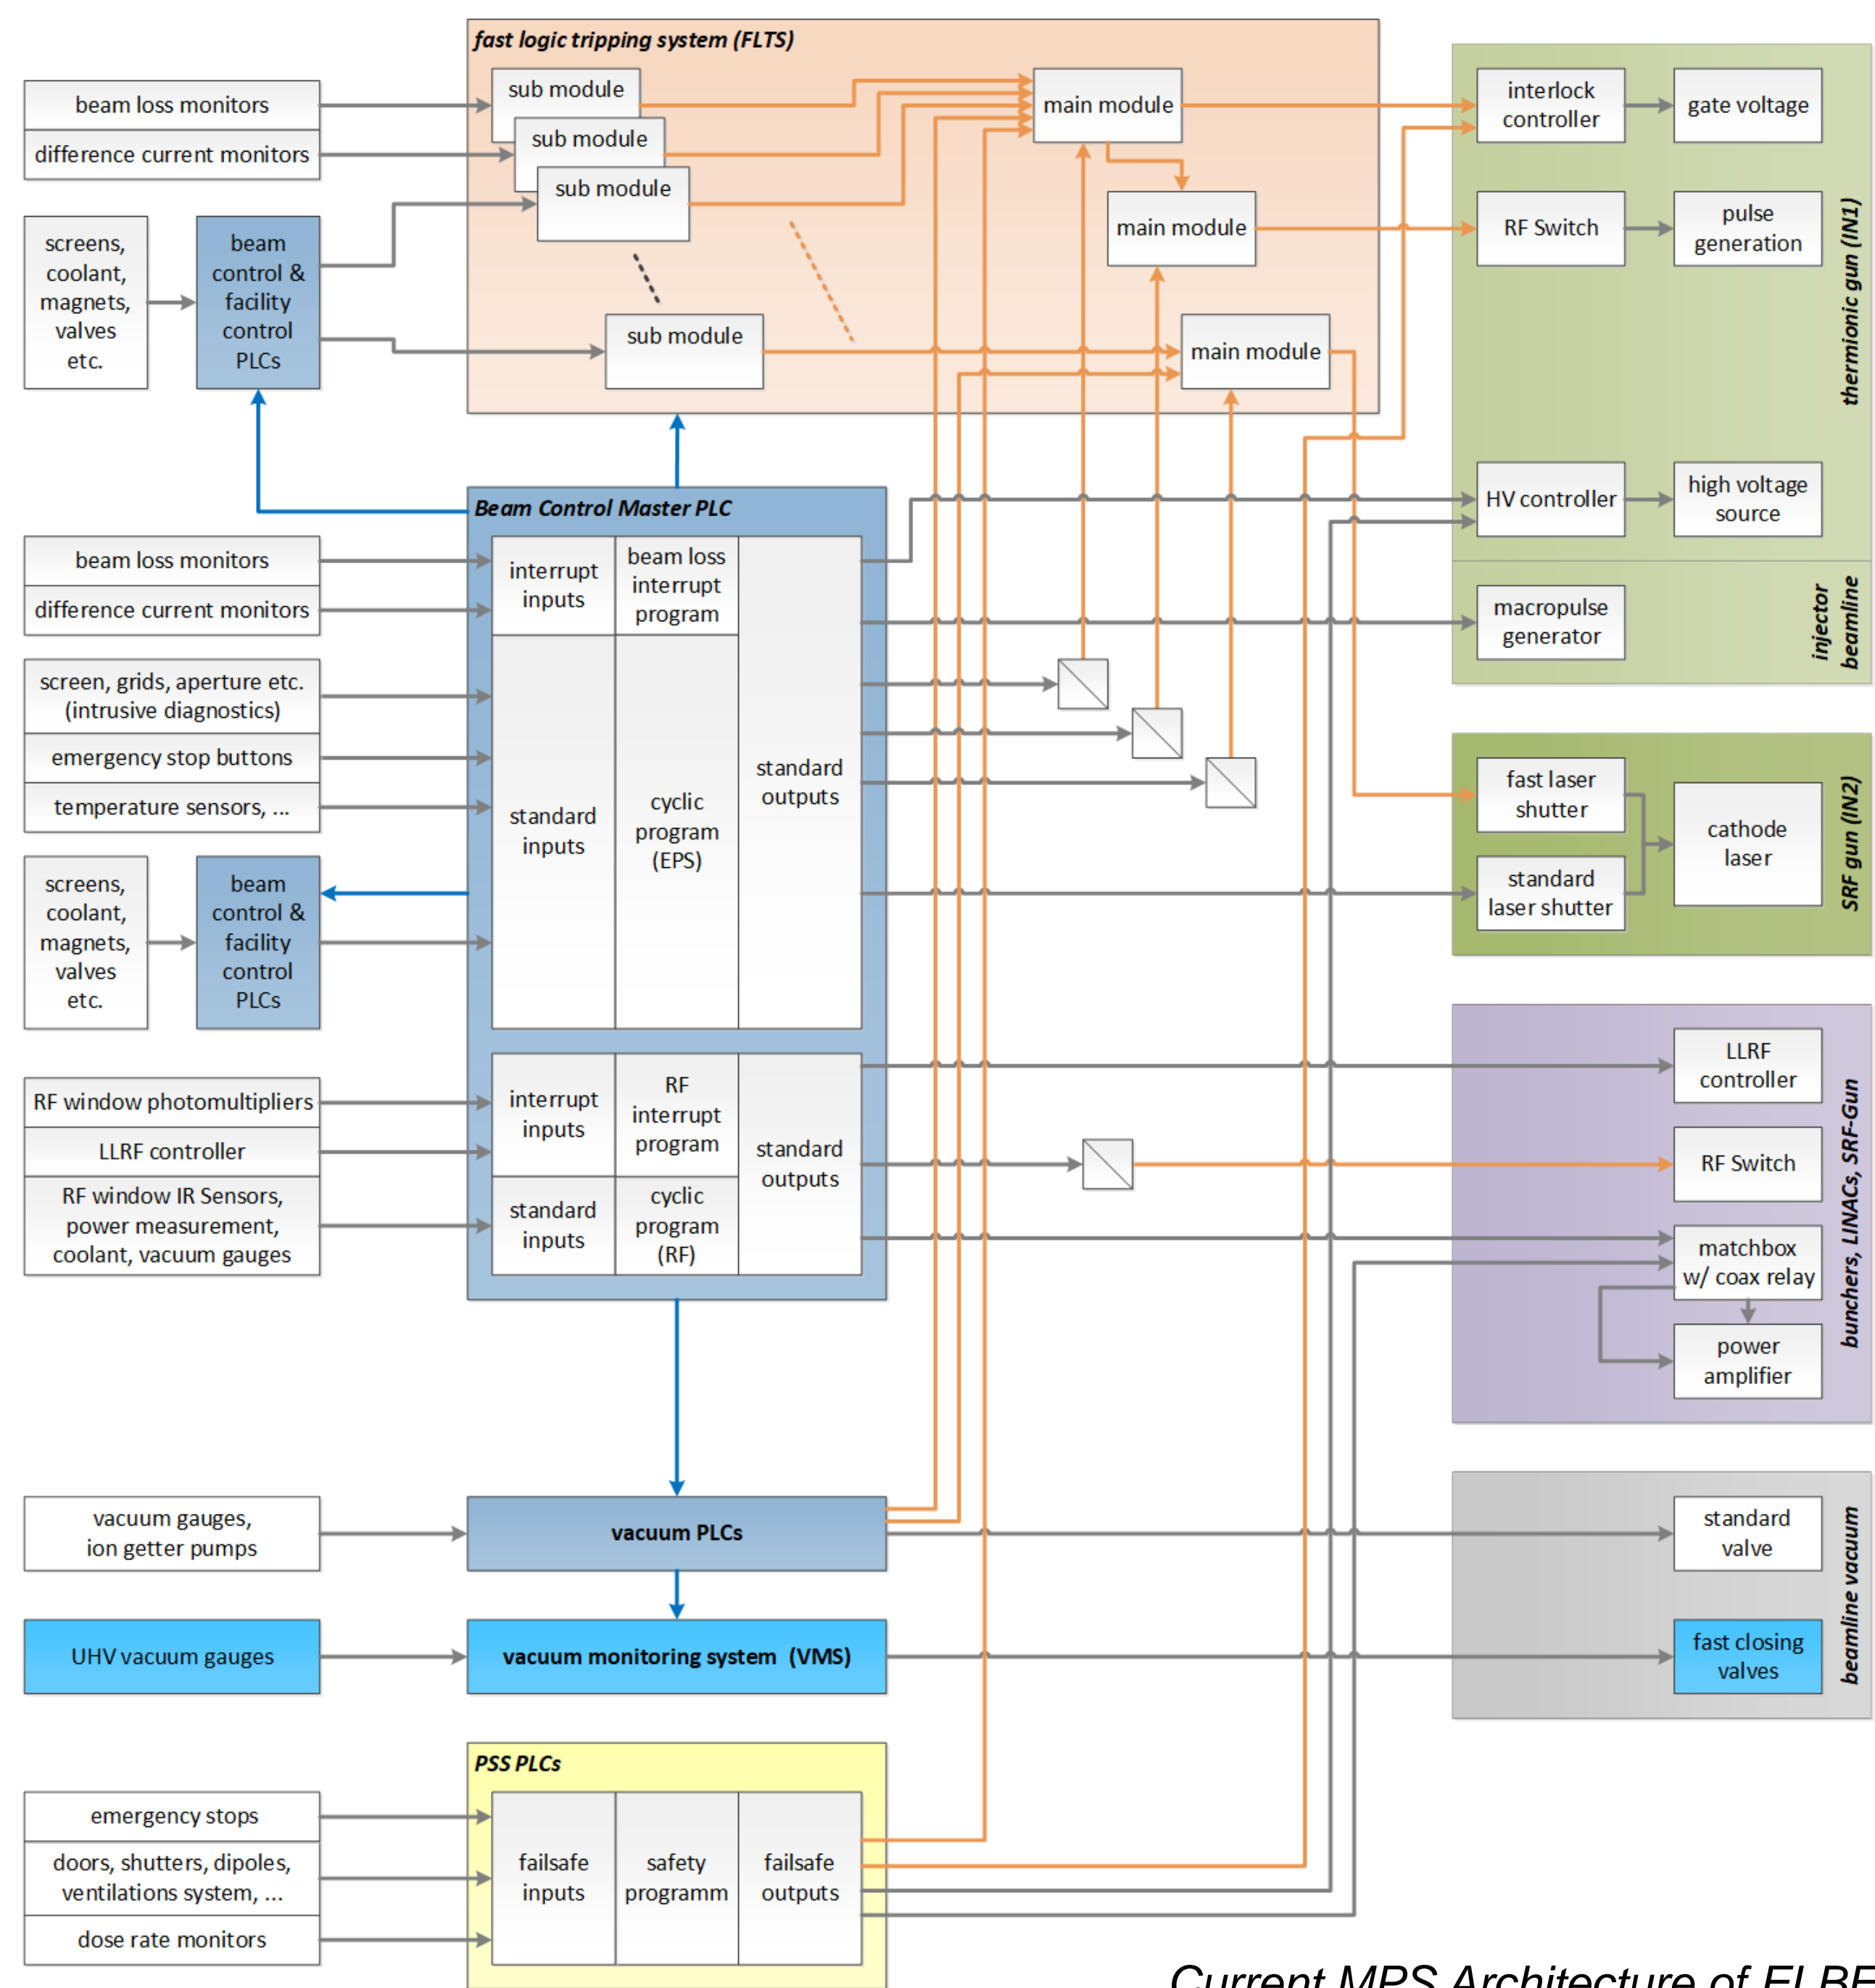 fast logic tripping system (FLTS)
beam loss monitors
difference current monitors
screens,
coolant,
magnets,
valves
etc.
beam
control &
facility
control
PLCs
sub module
sub module
sub module
sub module
main module
main module
main module
interlock
controller
gate voltage
RF Switch
pulse
generation
thermionic gun (IN1)
HV controller
high voltage
source
macropulse
generator
injector
beamline
Beam Control Master PLC
beam loss monitors
difference current monitors
screen, grids, aperture etc.
(intrusive diagnostics)
emergency stop buttons
temperature sensors, ...
screens,
coolant,
magnets,
valves
etc.
beam
control &
facility
control
PLCs
interrupt
inputs
beam loss
interrupt
program
standard
inputs
cyclic
program
(EPS)
standard
outputs
fast laser
shutter
standard
laser shutter
cathode
laser
SRF gun (IN2)
RF window photomultipliers
LLRF controller
RF window IR Sensors,
power measurement,
coolant, vacuum gauges
interrupt
inputs
RF
interrupt
program
standard
inputs
cyclic
program
(RF)
standard
outputs
LLRF
controller
RF Switch
matchbox
w/ coax relay
power
amplifier
bunchers, LINACs, SRF-Gun
vacuum gauges,
ion getter pumps
vacuum PLCs
standard
valve
UHV vacuum gauges
vacuum monitoring system (VMS)
fast closing
valves
beamline vacuum
PSS PLCs
emergency stops
doors, shutters, dipoles,
ventilations system, ...
dose rate monitors
failsafe
inputs
safety
programm
failsafe
outputs
Current MPS Architecture of ELBE